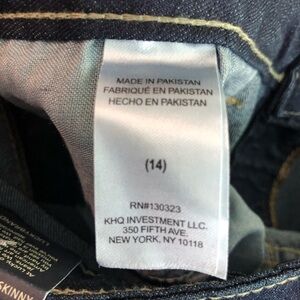 MADE IN PAKISTAN
FABRIQUÉ EN PAKISTAN
HECHO EN PAKISTAN
(14)
RN#130323
KHQ INVESTMENT LLC.
350 FIFTH AVE.
NEW YORK, NY 10118
SKINNY